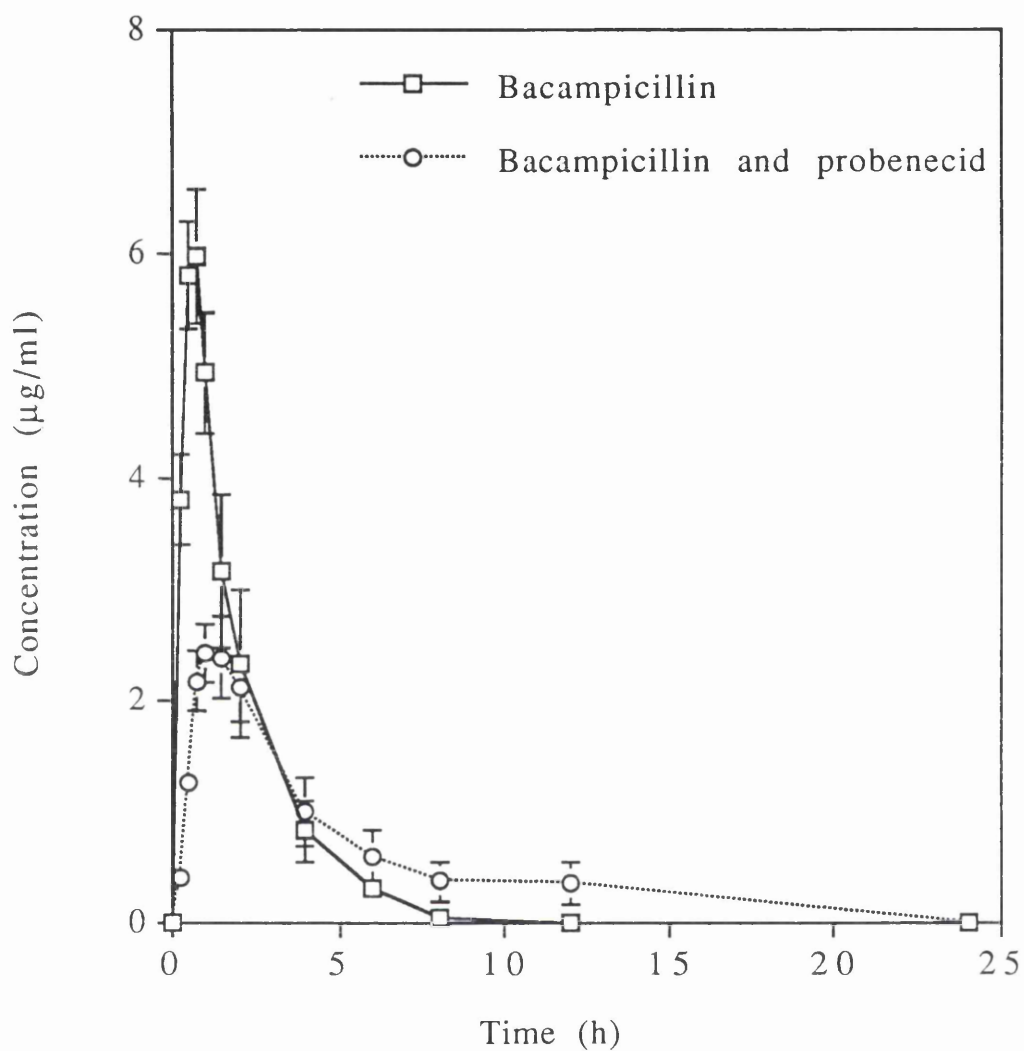 8
Bacampicillin
Bacampicillin and probenecid
6
4
2
0
0 5 10 15 20 25
Concentration (μg/ml)
Time (h)